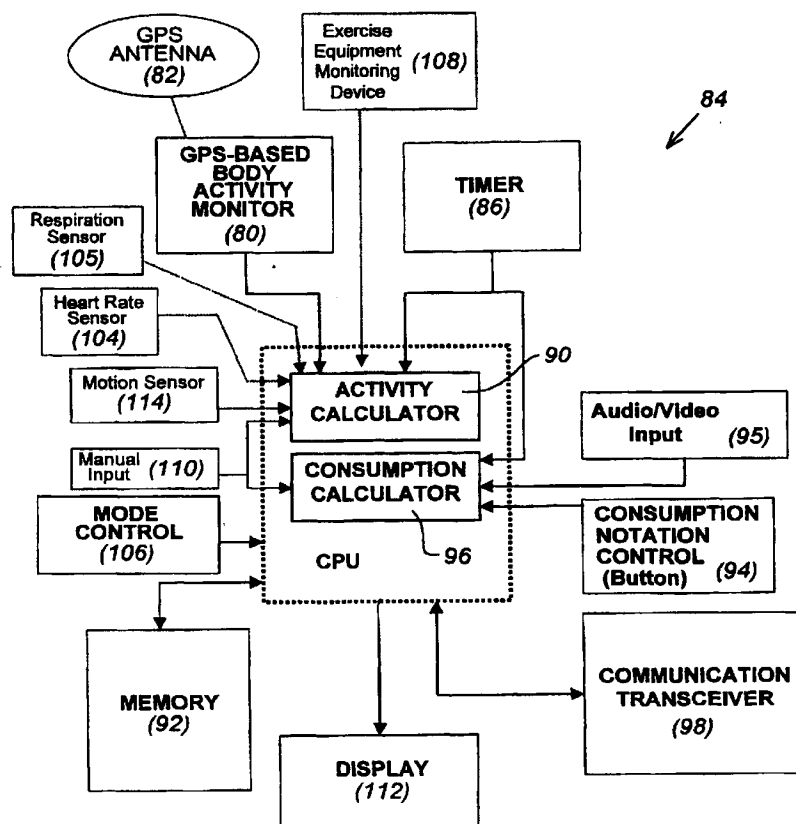 GPS
ANTENNA
(82)
Exercise
Equipment
Monitoring
Device
(108)
84
GPS-BASED
BODY
ACTIVITY
MONITOR
(80)
TIMER
(86)
Respiration
Sensor
(105)
Heart Rate
Sensor
(104)
Motion Sensor
(114)
Manual
Input
(110)
MODE
CONTROL
(106)
ACTIVITY
CALCULATOR
90
CONSUMPTION
CALCULATOR
96
CPU
Audio/Video
Input
(95)
CONSUMPTION
NOTATION
CONTROL
(Button)
(94)
MEMORY
(92)
DISPLAY
(112)
COMMUNICATION
TRANSCEIVER
(98)